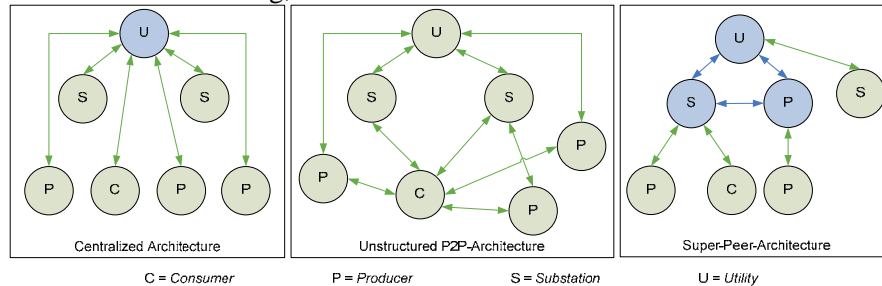 U
S
S
P
C
P
P
Centralized Architecture
U
S
S
P
P
C
P
Unstructured P2P-Architecture
U
S
P
S
P
C
P
Super-Peer-Architecture
C = Consumer
P = Producer
S = Substation
U = Utility